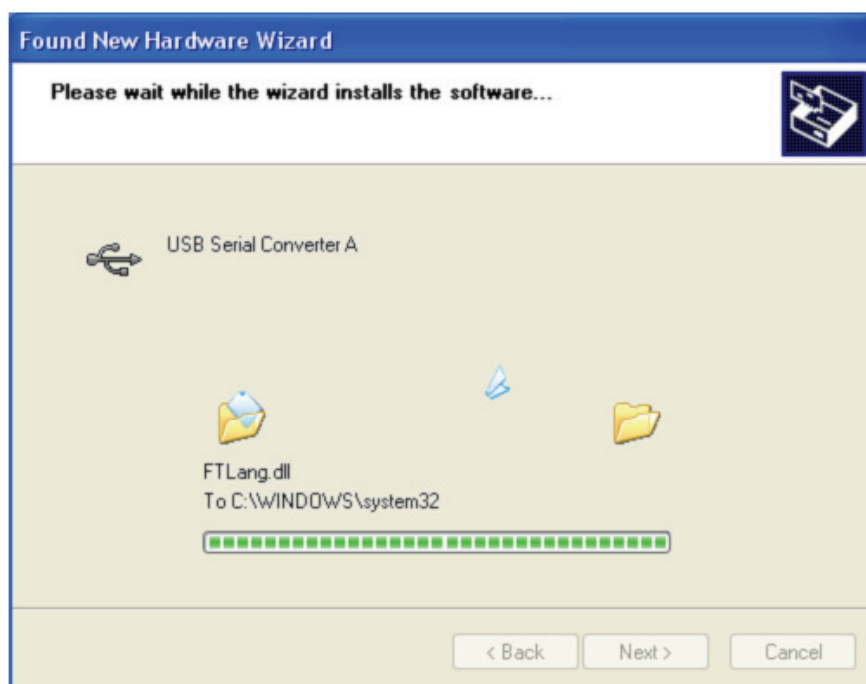 Found New Hardware Wizard
Please wait while the wizard installs the software...
USB Serial Converter A
FTLang.dll
To C:\WINDOWS\system32
< Back Next > Cancel